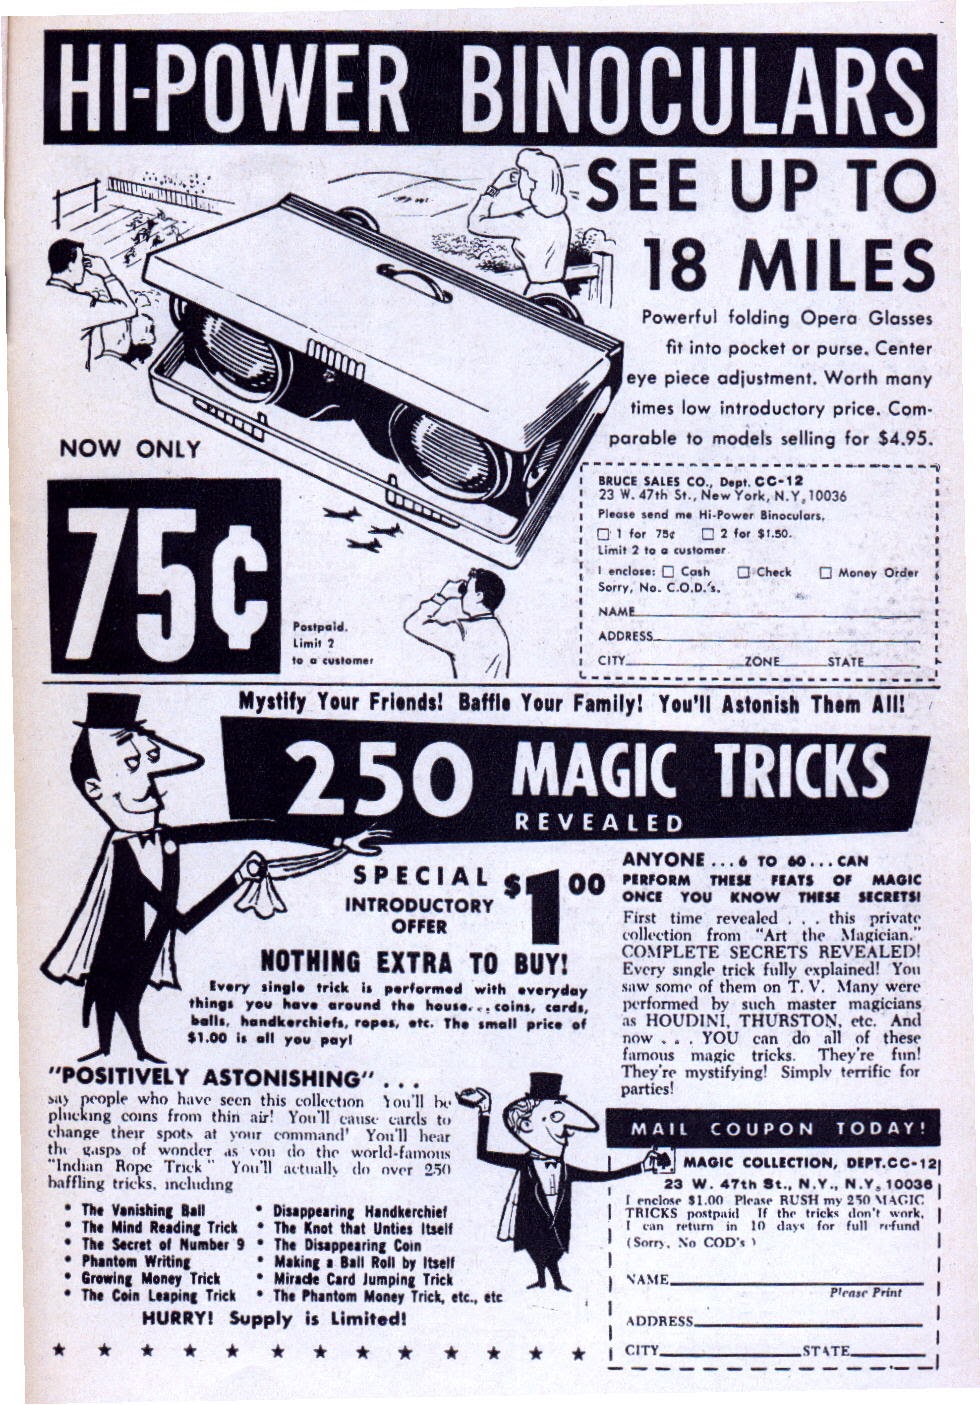 HI-POWER BINOCULARS
SEE UP TO
18 MILES
Powerful folding Opera Glasses
fit into pocket or purse. Center
eye piece adjustment. Worth many
times low introductory price. Com-
parable to models selling for $4.95.
NOW ONLY
75¢
Postpaid.
Limit 2
to a customer
BRUCE SALES CO., Dept. CC-12
23 W. 47th St., New York, N.Y. 10036
Please send me Hi-Power Binoculars.
☐ 1 for 75¢ ☐ 2 for $1.50.
Limit 2 to a customer
I enclose: ☐ Cash ☐ Check ☐ Money Order
Sorry, No. C.O.D.'s.
NAME
ADDRESS
CITY ZONE STATE
Mystify Your Friends! Baffle Your Family! You'll Astonish Them All!
250 MAGIC TRICKS
REVEALED
SPECIAL
INTRODUCTORY
OFFER
$1.00
NOTHING EXTRA TO BUY!
Every single trick is performed with everyday
things you have around the house... coins, cards,
balls, handkerchiefs, ropes, etc. The small price of
$1.00 is all you pay!
ANYONE...6 TO 60...CAN
PERFORM THESE FEATS OF MAGIC
ONCE YOU KNOW THESE SECRETS!
First time revealed . . . this private
collection from "Art the Magician."
COMPLETE SECRETS REVEALED!
Every single trick fully explained! You
saw some of them on T. V. Many were
performed by such master magicians
as HOUDINI, THURSTON, etc. And
now . . . YOU can do all of these
famous magic tricks. They're fun!
They're mystifying! Simply terrific for
parties!
"POSITIVELY ASTONISHING" . . .
say people who have seen this collection You'll be
plucking coins from thin air! You'll cause cards to
change their spots at your command! You'll hear
the gasps of wonder as you do the world-famous
"Indian Rope Trick" You'll actually do over 250
baffling tricks, including
• The Vanishing Ball
• The Mind Reading Trick
• The Secret of Number 9
• Phantom Writing
• Growing Money Trick
• The Coin Leaping Trick
• Disappearing Handkerchief
• The Knot that Unties Itself
• The Disappearing Coin
• Making a Ball Roll by Itself
• Miracle Card Jumping Trick
• The Phantom Money Trick, etc., etc
HURRY! Supply is Limited!
MAIL COUPON TODAY!
MAGIC COLLECTION, DEPT.CC-12
23 W. 47th St., N.Y., N.Y. 10036
I enclose $1.00 Please RUSH my 250 MAGIC
TRICKS postpaid If the tricks don't work,
I can return in 10 days for full refund
(Sorry, No COD's )
NAME
Please Print
ADDRESS
CITY STATE